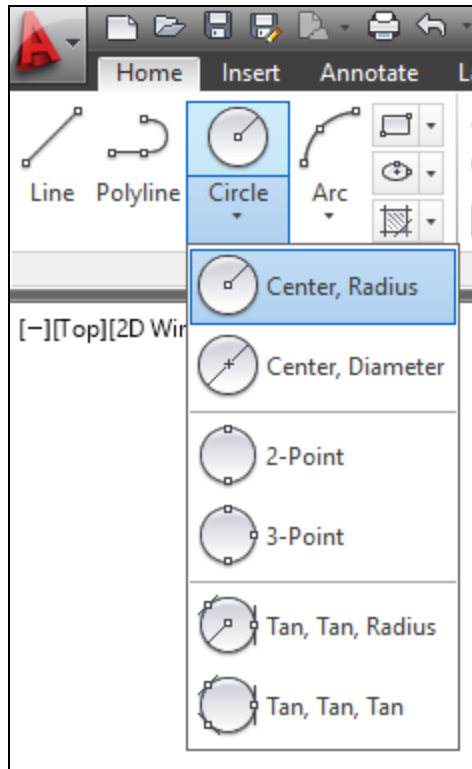 Home Insert Annotate
Line Polyline Circle Arc
Center, Radius
[−][Top][2D Wir
Center, Diameter
2-Point
3-Point
Tan, Tan, Radius
Tan, Tan, Tan